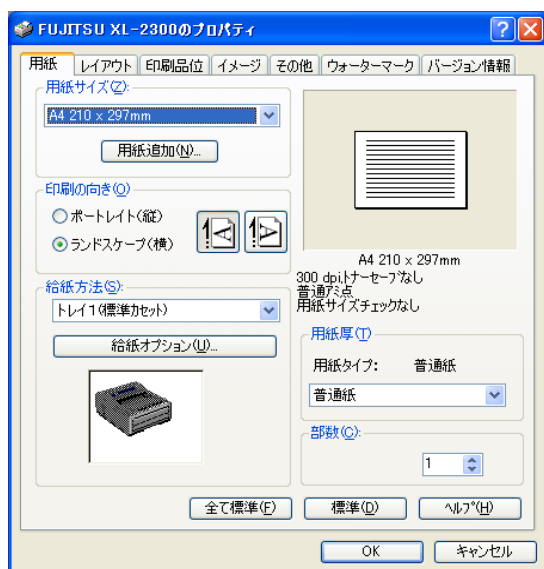 FUJITSU XL-2300のプロパティ
用紙 レイアウト 印刷品位 イメージ その他 ウォーターマーク バージョン情報
用紙サイズ(Z):
A4 210 x 297mm
用紙追加(N)...
印刷の向き(O)
ポートレイト(縦)
ランドスケープ(横)
A4 210 x 297mm
300 dpi,トナーセーブなし
普通アミ点
用紙サイズチェックなし
給紙方法(S):
トレイ1(標準カセット)
給紙オプション(U)...
用紙厚(T)
用紙タイプ: 普通紙
普通紙
部数(C):
1
全て標準(F) 標準(D) ヘルプ(H)
OK キャンセル